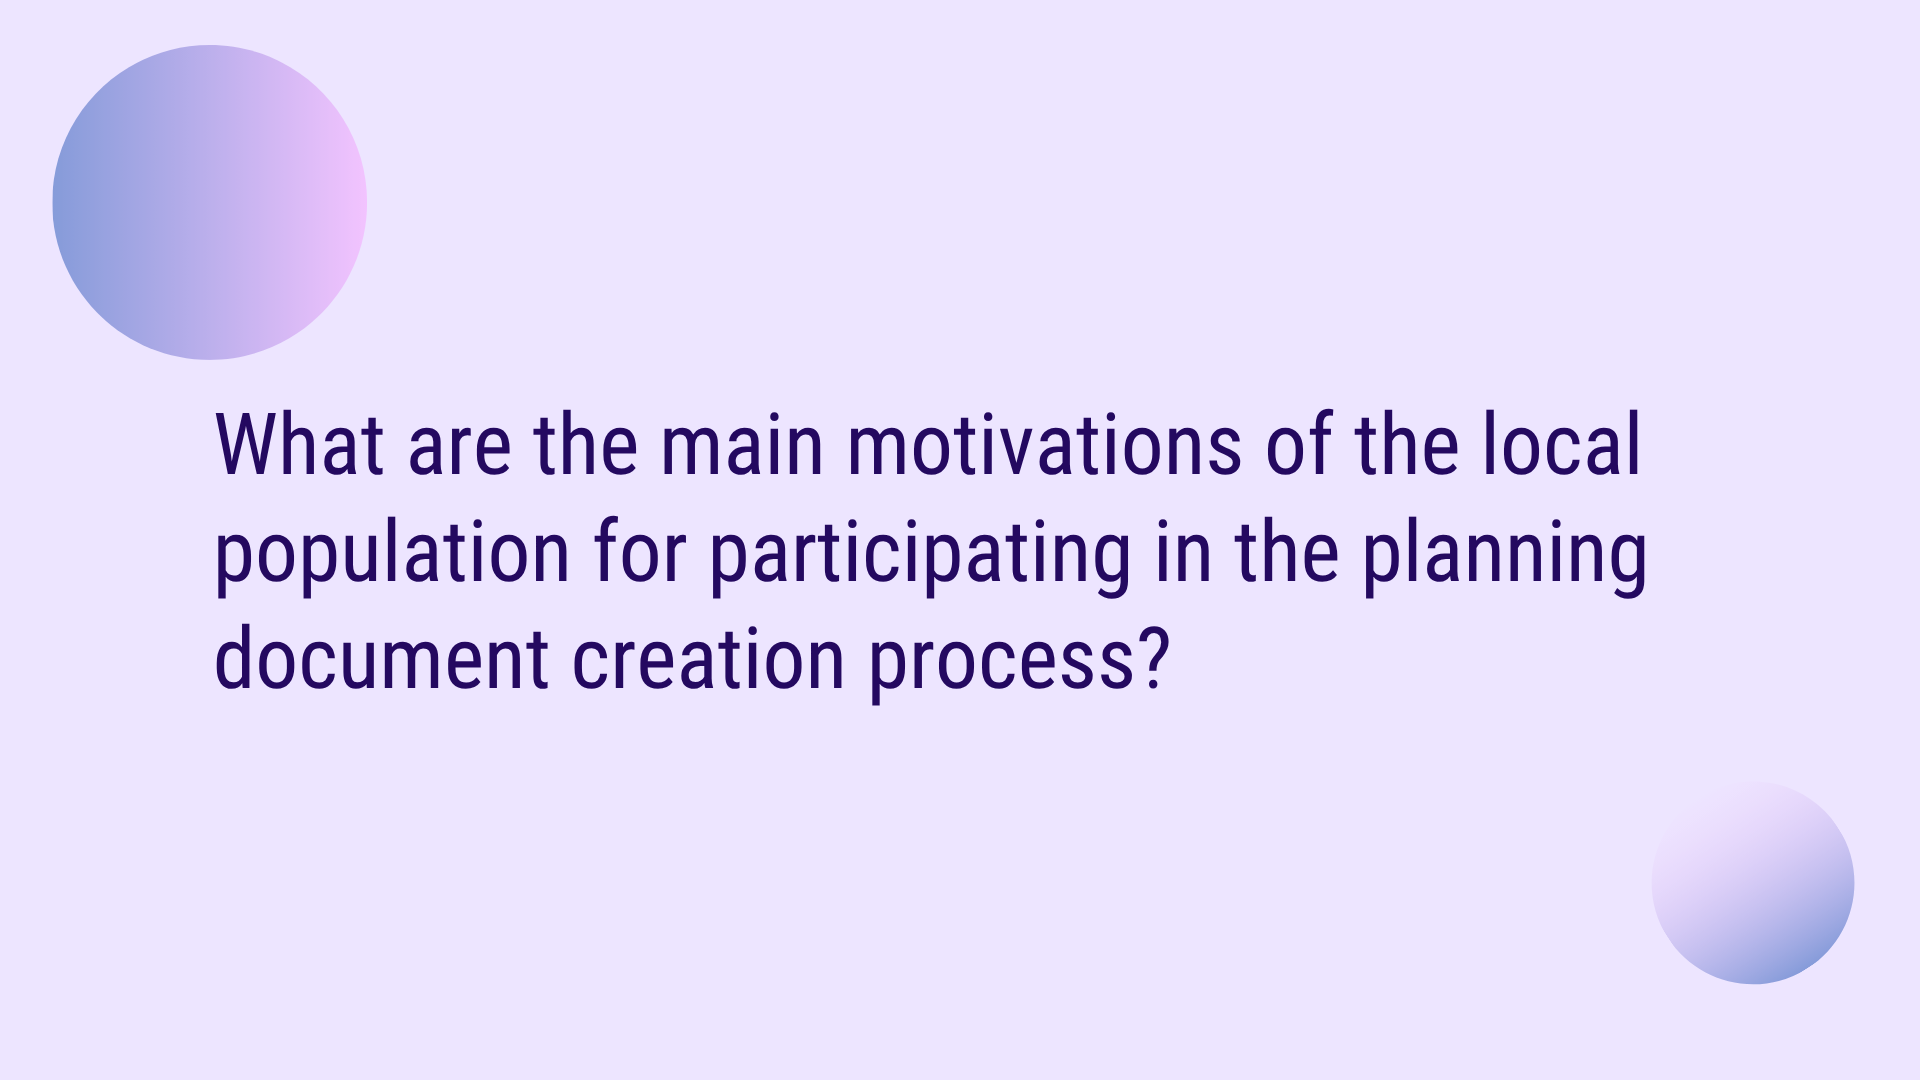 What are the main motivations of the local
population for participating in the planning
document creation process?